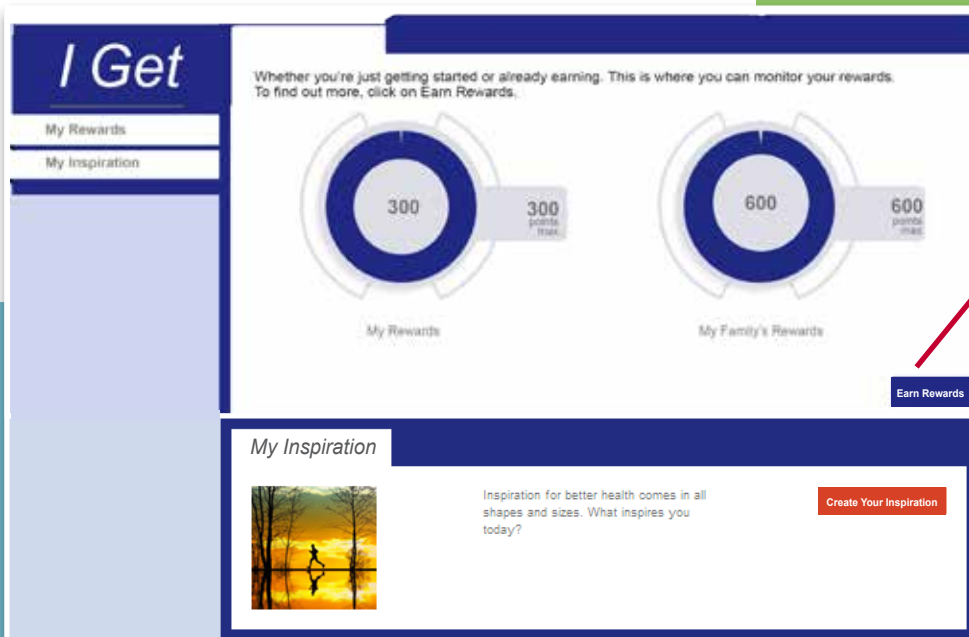 I Get
My Rewards
My Inspiration
Whether you're just getting started or already earning. This is where you can monitor your rewards.
To find out more, click on Earn Rewards.
300
300
points
max
600
600
points
max
My Rewards
My Family's Rewards
Earn Rewards
My Inspiration
Inspiration for better health comes in all
shapes and sizes. What inspires you
today?
Create Your Inspiration